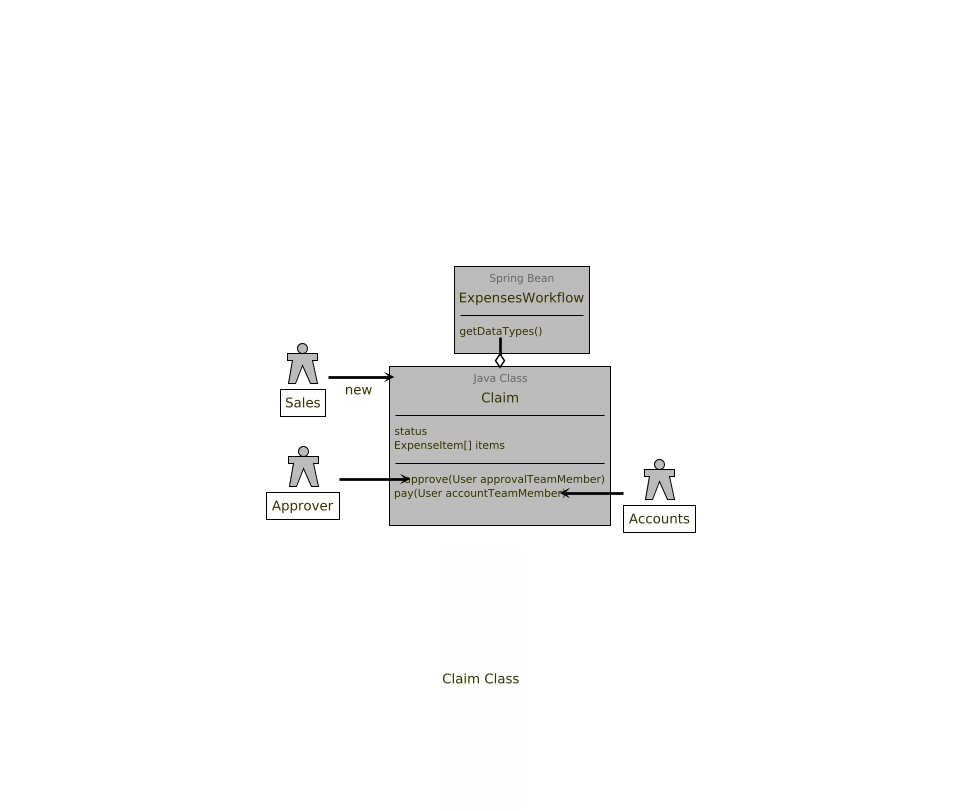 Spring Bean
ExpensesWorkflow
getDataTypes()
Sales
new
Java Class
Claim
status
ExpenseItem[] items
approve(User approvalTeamMember)
pay(User accountTeamMember)
Approver
Accounts
Claim Class